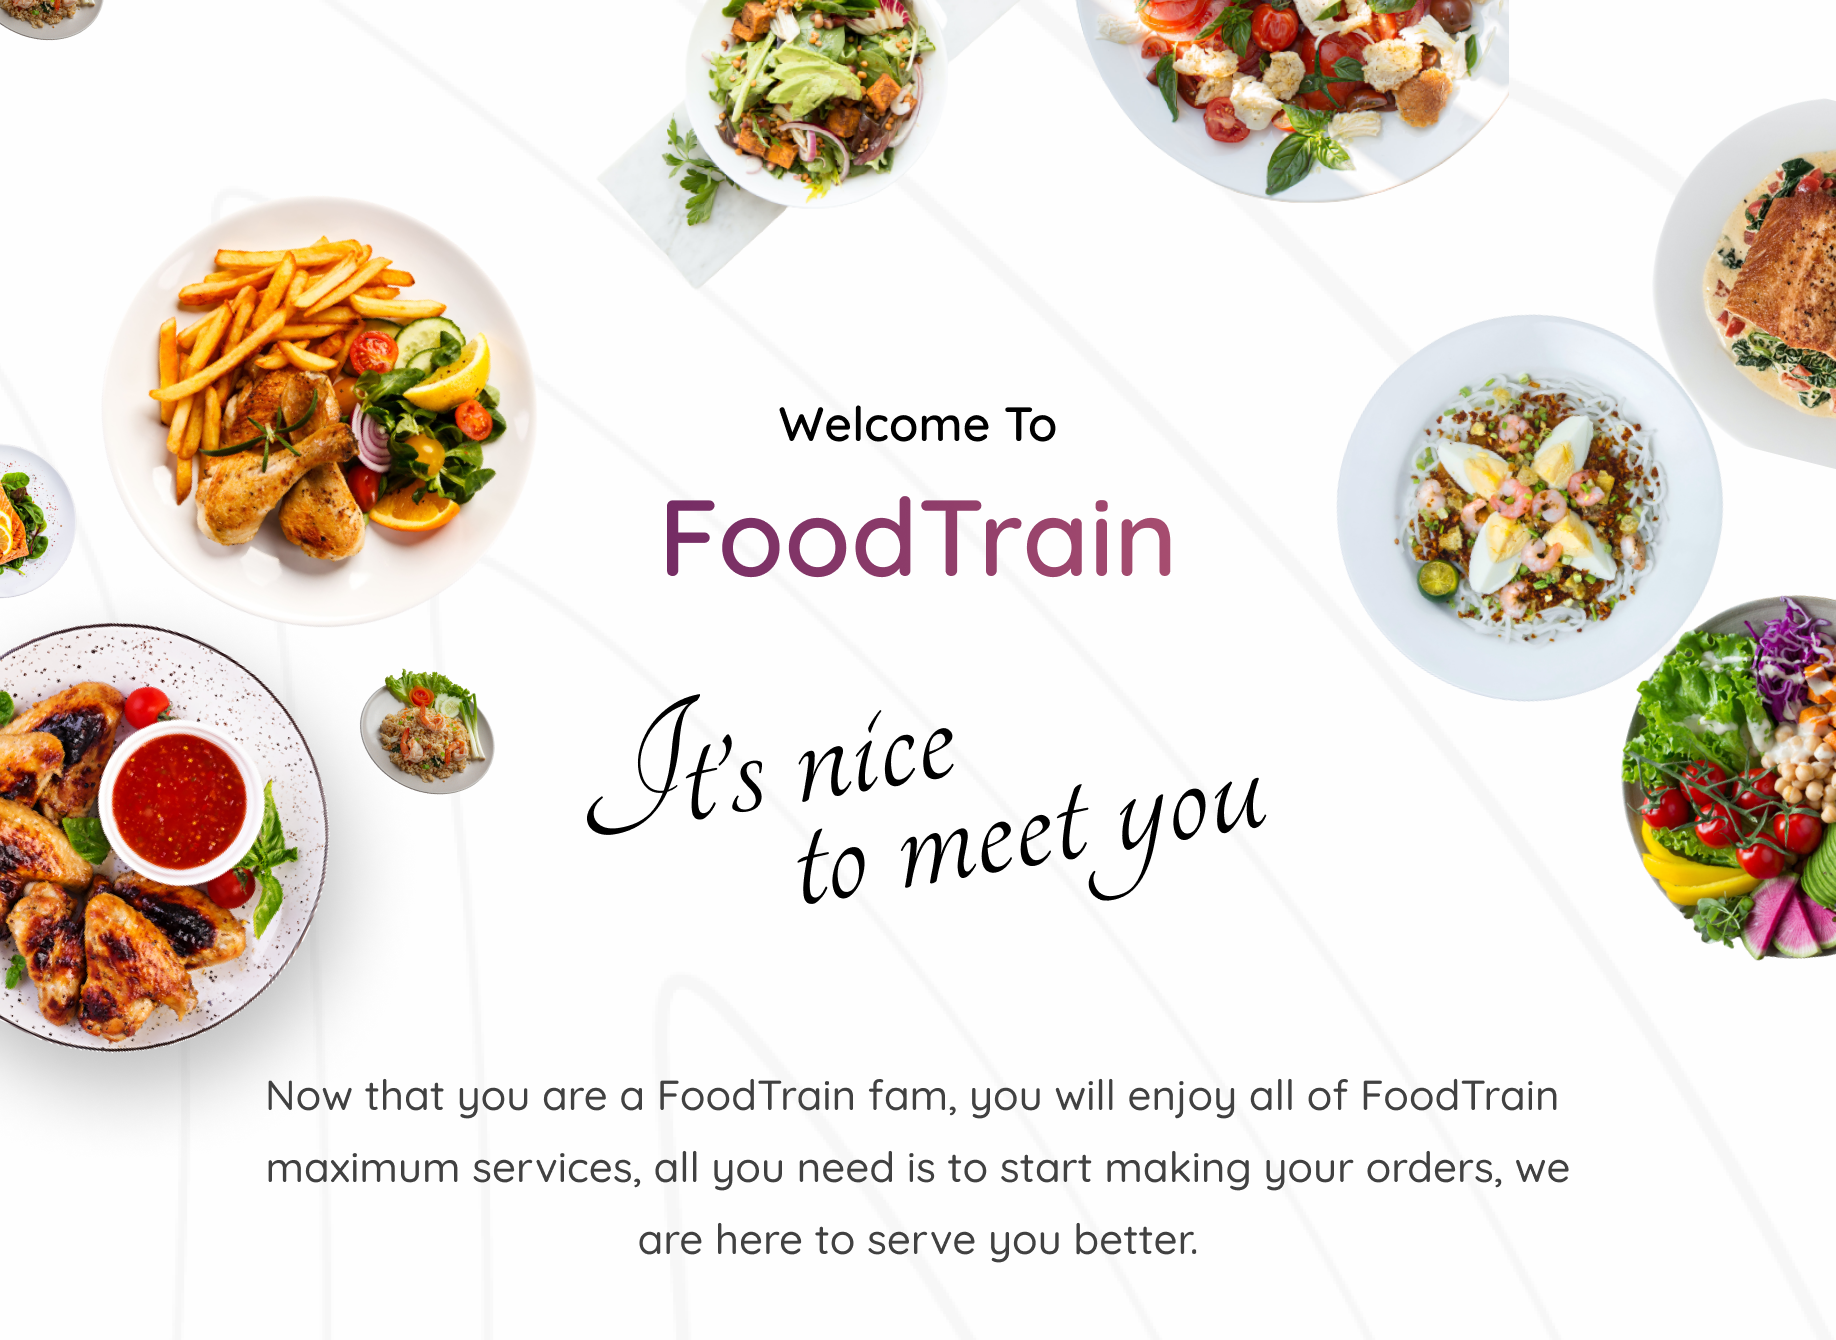 Welcome To
FoodTrain
It's nice
to meet you
Now that you are a FoodTrain fam, you will enjoy all of FoodTrain
maximum services, all you need is to start making your orders, we
are here to serve you better.